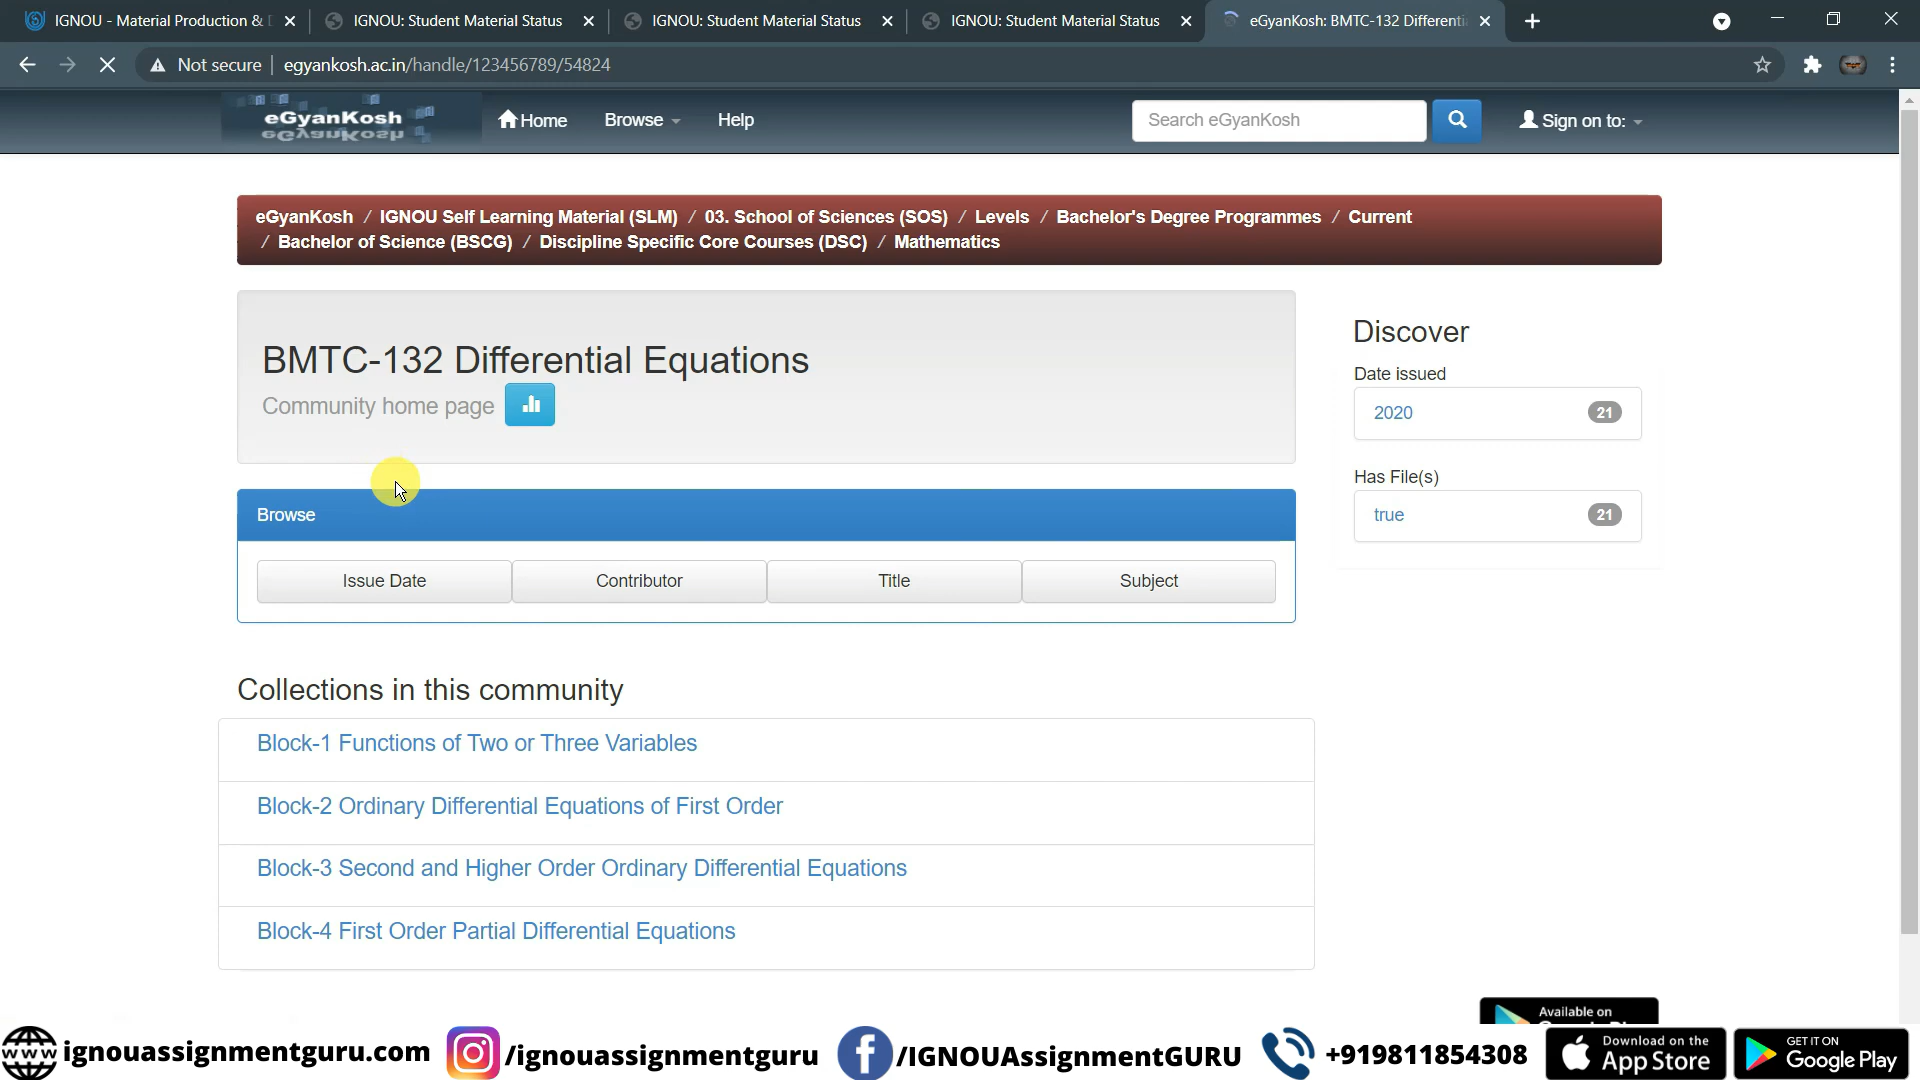 IGNOU - Material Production &
IGNOU: Student Material Status
IGNOU: Student Material Status
IGNOU: Student Material Status
eGyanKosh: BMTC-132 Differenti
Not secure
egyankosh.ac.in/handle/123456789/54824
eGyanKosh
Home
Browse
Help
Search eGyanKosh
Sign on to:
eGyanKosh / IGNOU Self Learning Material (SLM) / 03. School of Sciences (SOS) / Levels / Bachelor's Degree Programmes / Current
/ Bachelor of Science (BSCG) / Discipline Specific Core Courses (DSC) / Mathematics
BMTC-132 Differential Equations
Community home page
Discover
Date issued
2020 21
Has File(s)
true 21
Browse
Issue Date
Contributor
Title
Subject
Collections in this community
Block-1 Functions of Two or Three Variables
Block-2 Ordinary Differential Equations of First Order
Block-3 Second and Higher Order Ordinary Differential Equations
Block-4 First Order Partial Differential Equations
Available on
www ignouassignmentguru.com
/ignouassignmentguru
/IGNOUAssignmentGURU
+919811854308
Download on the
App Store
GET IT ON
Google Play